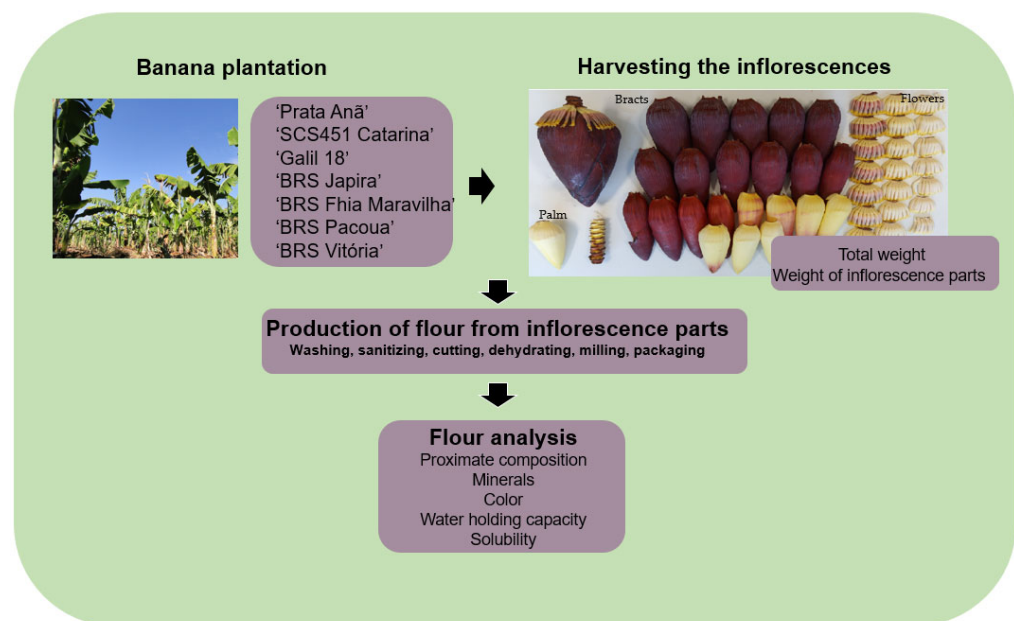 Banana plantation
‘Prata Anã’
‘SCS451 Catarina’
‘Galil 18’
‘BRS Japira’
‘BRS Fhia Maravilha’
‘BRS Pacoua’
‘BRS Vitória’
Harvesting the inflorescences
Bracts
Flowers
Palm
Total weight
Weight of inflorescence parts
Production of flour from inflorescence parts
Washing, sanitizing, cutting, dehydrating, milling, packaging
Flour analysis
Proximate composition
Minerals
Color
Water holding capacity
Solubility